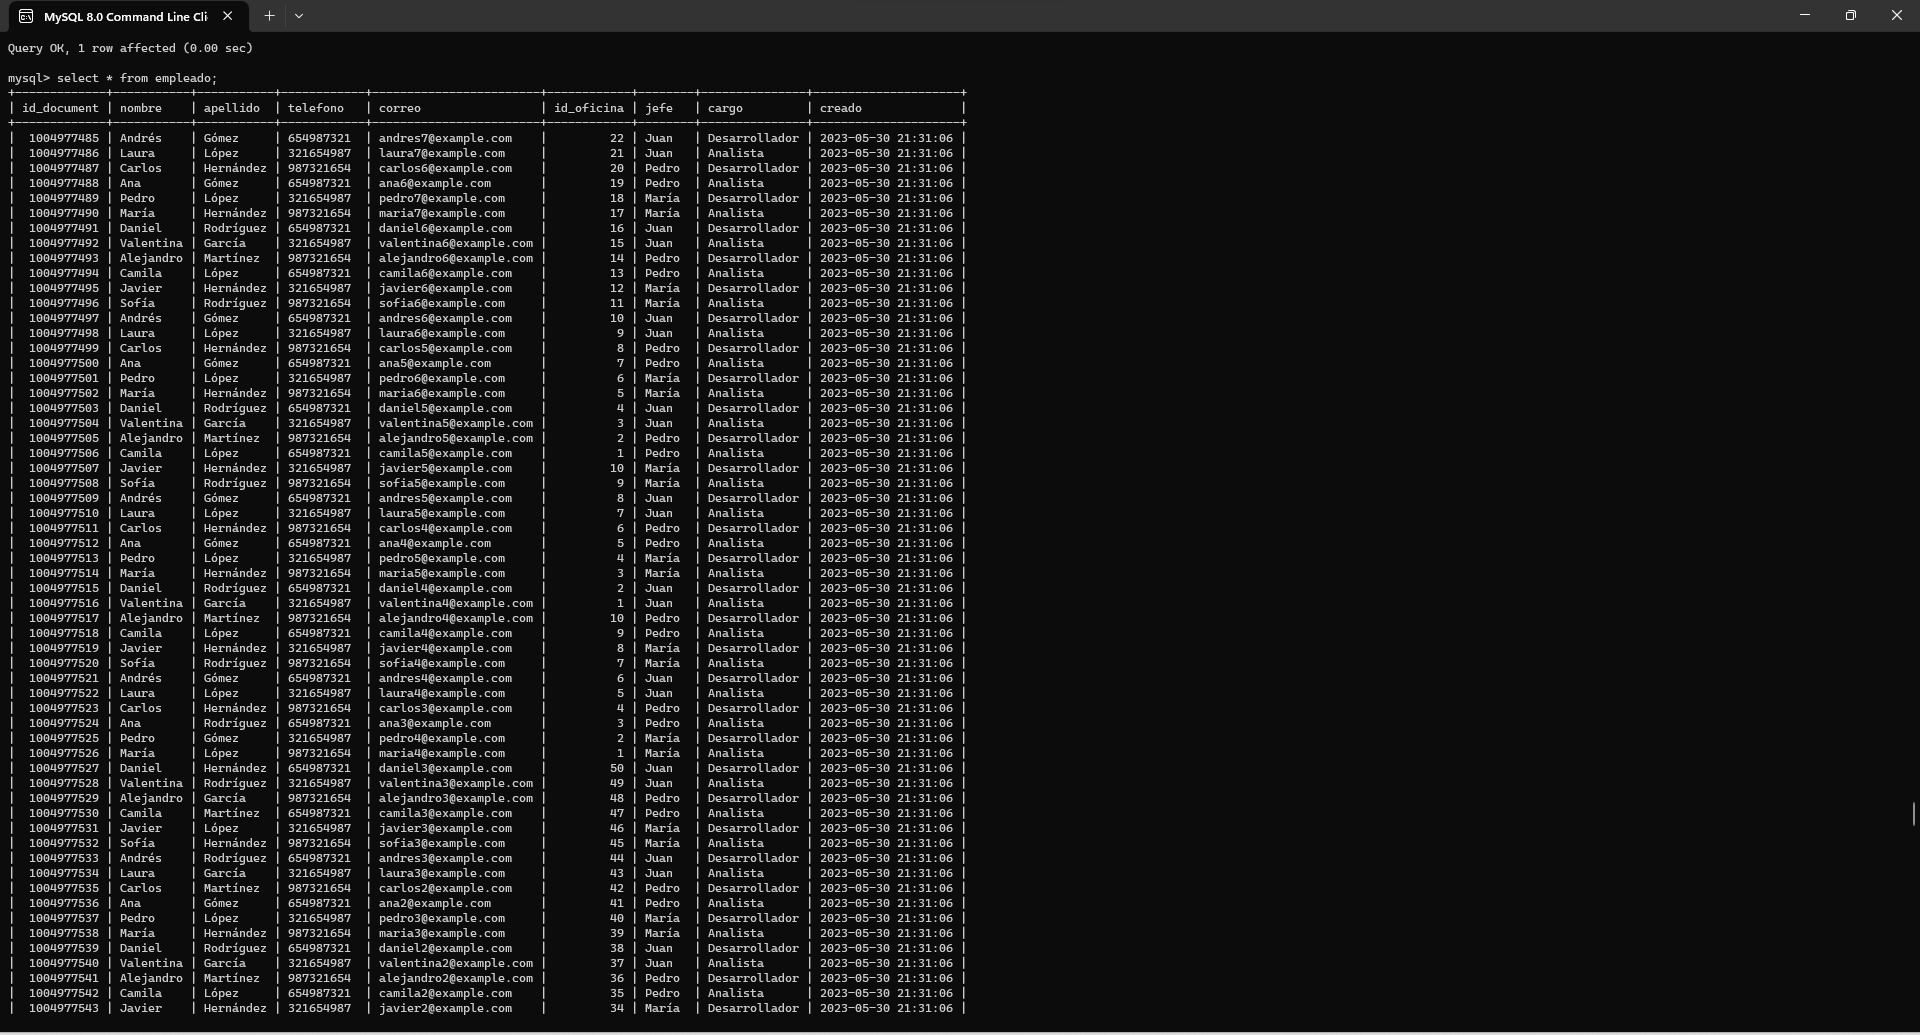 MySQL 8.0 Command Line Cli
Query OK, 1 row affected (0.00 sec)
mysql> select * from empleado;
+-------------+-----------+-----------+------------+------------------------+------------+--------+---------------+---------------------+
| id_document | nombre | apellido | telefono | correo | id_oficina | jefe | cargo | creado |
+-------------+-----------+-----------+------------+------------------------+------------+--------+---------------+---------------------+
| 1004977485 | Andrés | Gómez | 654987321 | andres7@example.com | 22 | Juan | Desarrollador | 2023-05-30 21:31:06 |
| 1004977486 | Laura | López | 321654987 | laura7@example.com | 21 | Juan | Analista | 2023-05-30 21:31:06 |
| 1004977487 | Carlos | Hernández | 987321654 | carlos6@example.com | 20 | Pedro | Desarrollador | 2023-05-30 21:31:06 |
| 1004977488 | Ana | Gómez | 654987321 | ana6@example.com | 19 | Pedro | Analista | 2023-05-30 21:31:06 |
| 1004977489 | Pedro | López | 321654987 | pedro7@example.com | 18 | María | Desarrollador | 2023-05-30 21:31:06 |
| 1004977490 | María | Hernández | 987321654 | maria7@example.com | 17 | María | Analista | 2023-05-30 21:31:06 |
| 1004977491 | Daniel | Rodríguez | 654987321 | daniel6@example.com | 16 | Juan | Desarrollador | 2023-05-30 21:31:06 |
| 1004977492 | Valentina | García | 321654987 | valentina6@example.com | 15 | Juan | Analista | 2023-05-30 21:31:06 |
| 1004977493 | Alejandro | Martínez | 987321654 | alejandro6@example.com | 14 | Pedro | Desarrollador | 2023-05-30 21:31:06 |
| 1004977494 | Camila | López | 654987321 | camila6@example.com | 13 | Pedro | Analista | 2023-05-30 21:31:06 |
| 1004977495 | Javier | Hernández | 321654987 | javier6@example.com | 12 | María | Desarrollador | 2023-05-30 21:31:06 |
| 1004977496 | Sofía | Rodríguez | 987321654 | sofia6@example.com | 11 | María | Analista | 2023-05-30 21:31:06 |
| 1004977497 | Andrés | Gómez | 654987321 | andres6@example.com | 10 | Juan | Desarrollador | 2023-05-30 21:31:06 |
| 1004977498 | Laura | López | 321654987 | laura6@example.com | 9 | Juan | Analista | 2023-05-30 21:31:06 |
| 1004977499 | Carlos | Hernández | 987321654 | carlos5@example.com | 8 | Pedro | Desarrollador | 2023-05-30 21:31:06 |
| 1004977500 | Ana | Gómez | 654987321 | ana5@example.com | 7 | Pedro | Analista | 2023-05-30 21:31:06 |
| 1004977501 | Pedro | López | 321654987 | pedro6@example.com | 6 | María | Desarrollador | 2023-05-30 21:31:06 |
| 1004977502 | María | Hernández | 987321654 | maria6@example.com | 5 | María | Analista | 2023-05-30 21:31:06 |
| 1004977503 | Daniel | Rodríguez | 654987321 | daniel5@example.com | 4 | Juan | Desarrollador | 2023-05-30 21:31:06 |
| 1004977504 | Valentina | García | 321654987 | valentina5@example.com | 3 | Juan | Analista | 2023-05-30 21:31:06 |
| 1004977505 | Alejandro | Martínez | 987321654 | alejandro5@example.com | 2 | Pedro | Desarrollador | 2023-05-30 21:31:06 |
| 1004977506 | Camila | López | 654987321 | camila5@example.com | 1 | Pedro | Analista | 2023-05-30 21:31:06 |
| 1004977507 | Javier | Hernández | 321654987 | javier5@example.com | 10 | María | Desarrollador | 2023-05-30 21:31:06 |
| 1004977508 | Sofía | Rodríguez | 987321654 | sofia5@example.com | 9 | María | Analista | 2023-05-30 21:31:06 |
| 1004977509 | Andrés | Gómez | 654987321 | andres5@example.com | 8 | Juan | Desarrollador | 2023-05-30 21:31:06 |
| 1004977510 | Laura | López | 321654987 | laura5@example.com | 7 | Juan | Analista | 2023-05-30 21:31:06 |
| 1004977511 | Carlos | Hernández | 987321654 | carlos4@example.com | 6 | Pedro | Desarrollador | 2023-05-30 21:31:06 |
| 1004977512 | Ana | Gómez | 654987321 | ana4@example.com | 5 | Pedro | Analista | 2023-05-30 21:31:06 |
| 1004977513 | Pedro | López | 321654987 | pedro5@example.com | 4 | María | Desarrollador | 2023-05-30 21:31:06 |
| 1004977514 | María | Hernández | 987321654 | maria5@example.com | 3 | María | Analista | 2023-05-30 21:31:06 |
| 1004977515 | Daniel | Rodríguez | 654987321 | daniel4@example.com | 2 | Juan | Desarrollador | 2023-05-30 21:31:06 |
| 1004977516 | Valentina | García | 321654987 | valentina4@example.com | 1 | Juan | Analista | 2023-05-30 21:31:06 |
| 1004977517 | Alejandro | Martínez | 987321654 | alejandro4@example.com | 10 | Pedro | Desarrollador | 2023-05-30 21:31:06 |
| 1004977518 | Camila | López | 654987321 | camila4@example.com | 9 | Pedro | Analista | 2023-05-30 21:31:06 |
| 1004977519 | Javier | Hernández | 321654987 | javier4@example.com | 8 | María | Desarrollador | 2023-05-30 21:31:06 |
| 1004977520 | Sofía | Rodríguez | 987321654 | sofia4@example.com | 7 | María | Analista | 2023-05-30 21:31:06 |
| 1004977521 | Andrés | Gómez | 654987321 | andres4@example.com | 6 | Juan | Desarrollador | 2023-05-30 21:31:06 |
| 1004977522 | Laura | López | 321654987 | laura4@example.com | 5 | Juan | Analista | 2023-05-30 21:31:06 |
| 1004977523 | Carlos | Hernández | 987321654 | carlos3@example.com | 4 | Pedro | Desarrollador | 2023-05-30 21:31:06 |
| 1004977524 | Ana | Rodríguez | 654987321 | ana3@example.com | 3 | Pedro | Analista | 2023-05-30 21:31:06 |
| 1004977525 | Pedro | Gómez | 321654987 | pedro4@example.com | 2 | María | Desarrollador | 2023-05-30 21:31:06 |
| 1004977526 | María | López | 987321654 | maria4@example.com | 1 | María | Analista | 2023-05-30 21:31:06 |
| 1004977527 | Daniel | Hernández | 654987321 | daniel3@example.com | 50 | Juan | Desarrollador | 2023-05-30 21:31:06 |
| 1004977528 | Valentina | Rodríguez | 321654987 | valentina3@example.com | 49 | Juan | Analista | 2023-05-30 21:31:06 |
| 1004977529 | Alejandro | García | 987321654 | alejandro3@example.com | 48 | Pedro | Desarrollador | 2023-05-30 21:31:06 |
| 1004977530 | Camila | Martínez | 654987321 | camila3@example.com | 47 | Pedro | Analista | 2023-05-30 21:31:06 |
| 1004977531 | Javier | López | 321654987 | javier3@example.com | 46 | María | Desarrollador | 2023-05-30 21:31:06 |
| 1004977532 | Sofía | Hernández | 987321654 | sofia3@example.com | 45 | María | Analista | 2023-05-30 21:31:06 |
| 1004977533 | Andrés | Rodríguez | 654987321 | andres3@example.com | 44 | Juan | Desarrollador | 2023-05-30 21:31:06 |
| 1004977534 | Laura | García | 321654987 | laura3@example.com | 43 | Juan | Desarrollador | 2023-05-30 21:31:06 |
| 1004977535 | Carlos | Martínez | 987321654 | carlos2@example.com | 42 | Pedro | Desarrollador | 2023-05-30 21:31:06 |
| 1004977536 | Ana | Gómez | 654987321 | ana2@example.com | 41 | Pedro | Analista | 2023-05-30 21:31:06 |
| 1004977537 | Pedro | López | 321654987 | pedro3@example.com | 40 | María | Desarrollador | 2023-05-30 21:31:06 |
| 1004977538 | María | Hernández | 987321654 | maria3@example.com | 39 | María | Analista | 2023-05-30 21:31:06 |
| 1004977539 | Daniel | Rodríguez | 654987321 | daniel2@example.com | 38 | Juan | Desarrollador | 2023-05-30 21:31:06 |
| 1004977540 | Valentina | García | 321654987 | valentina2@example.com | 37 | Juan | Analista | 2023-05-30 21:31:06 |
| 1004977541 | Alejandro | Martínez | 987321654 | alejandro2@example.com | 36 | Pedro | Desarrollador | 2023-05-30 21:31:06 |
| 1004977542 | Camila | López | 654987321 | camila2@example.com | 35 | Pedro | Analista | 2023-05-30 21:31:06 |
| 1004977543 | Javier | Hernández | 321654987 | javier2@example.com | 34 | María | Desarrollador | 2023-05-30 21:31:06 |